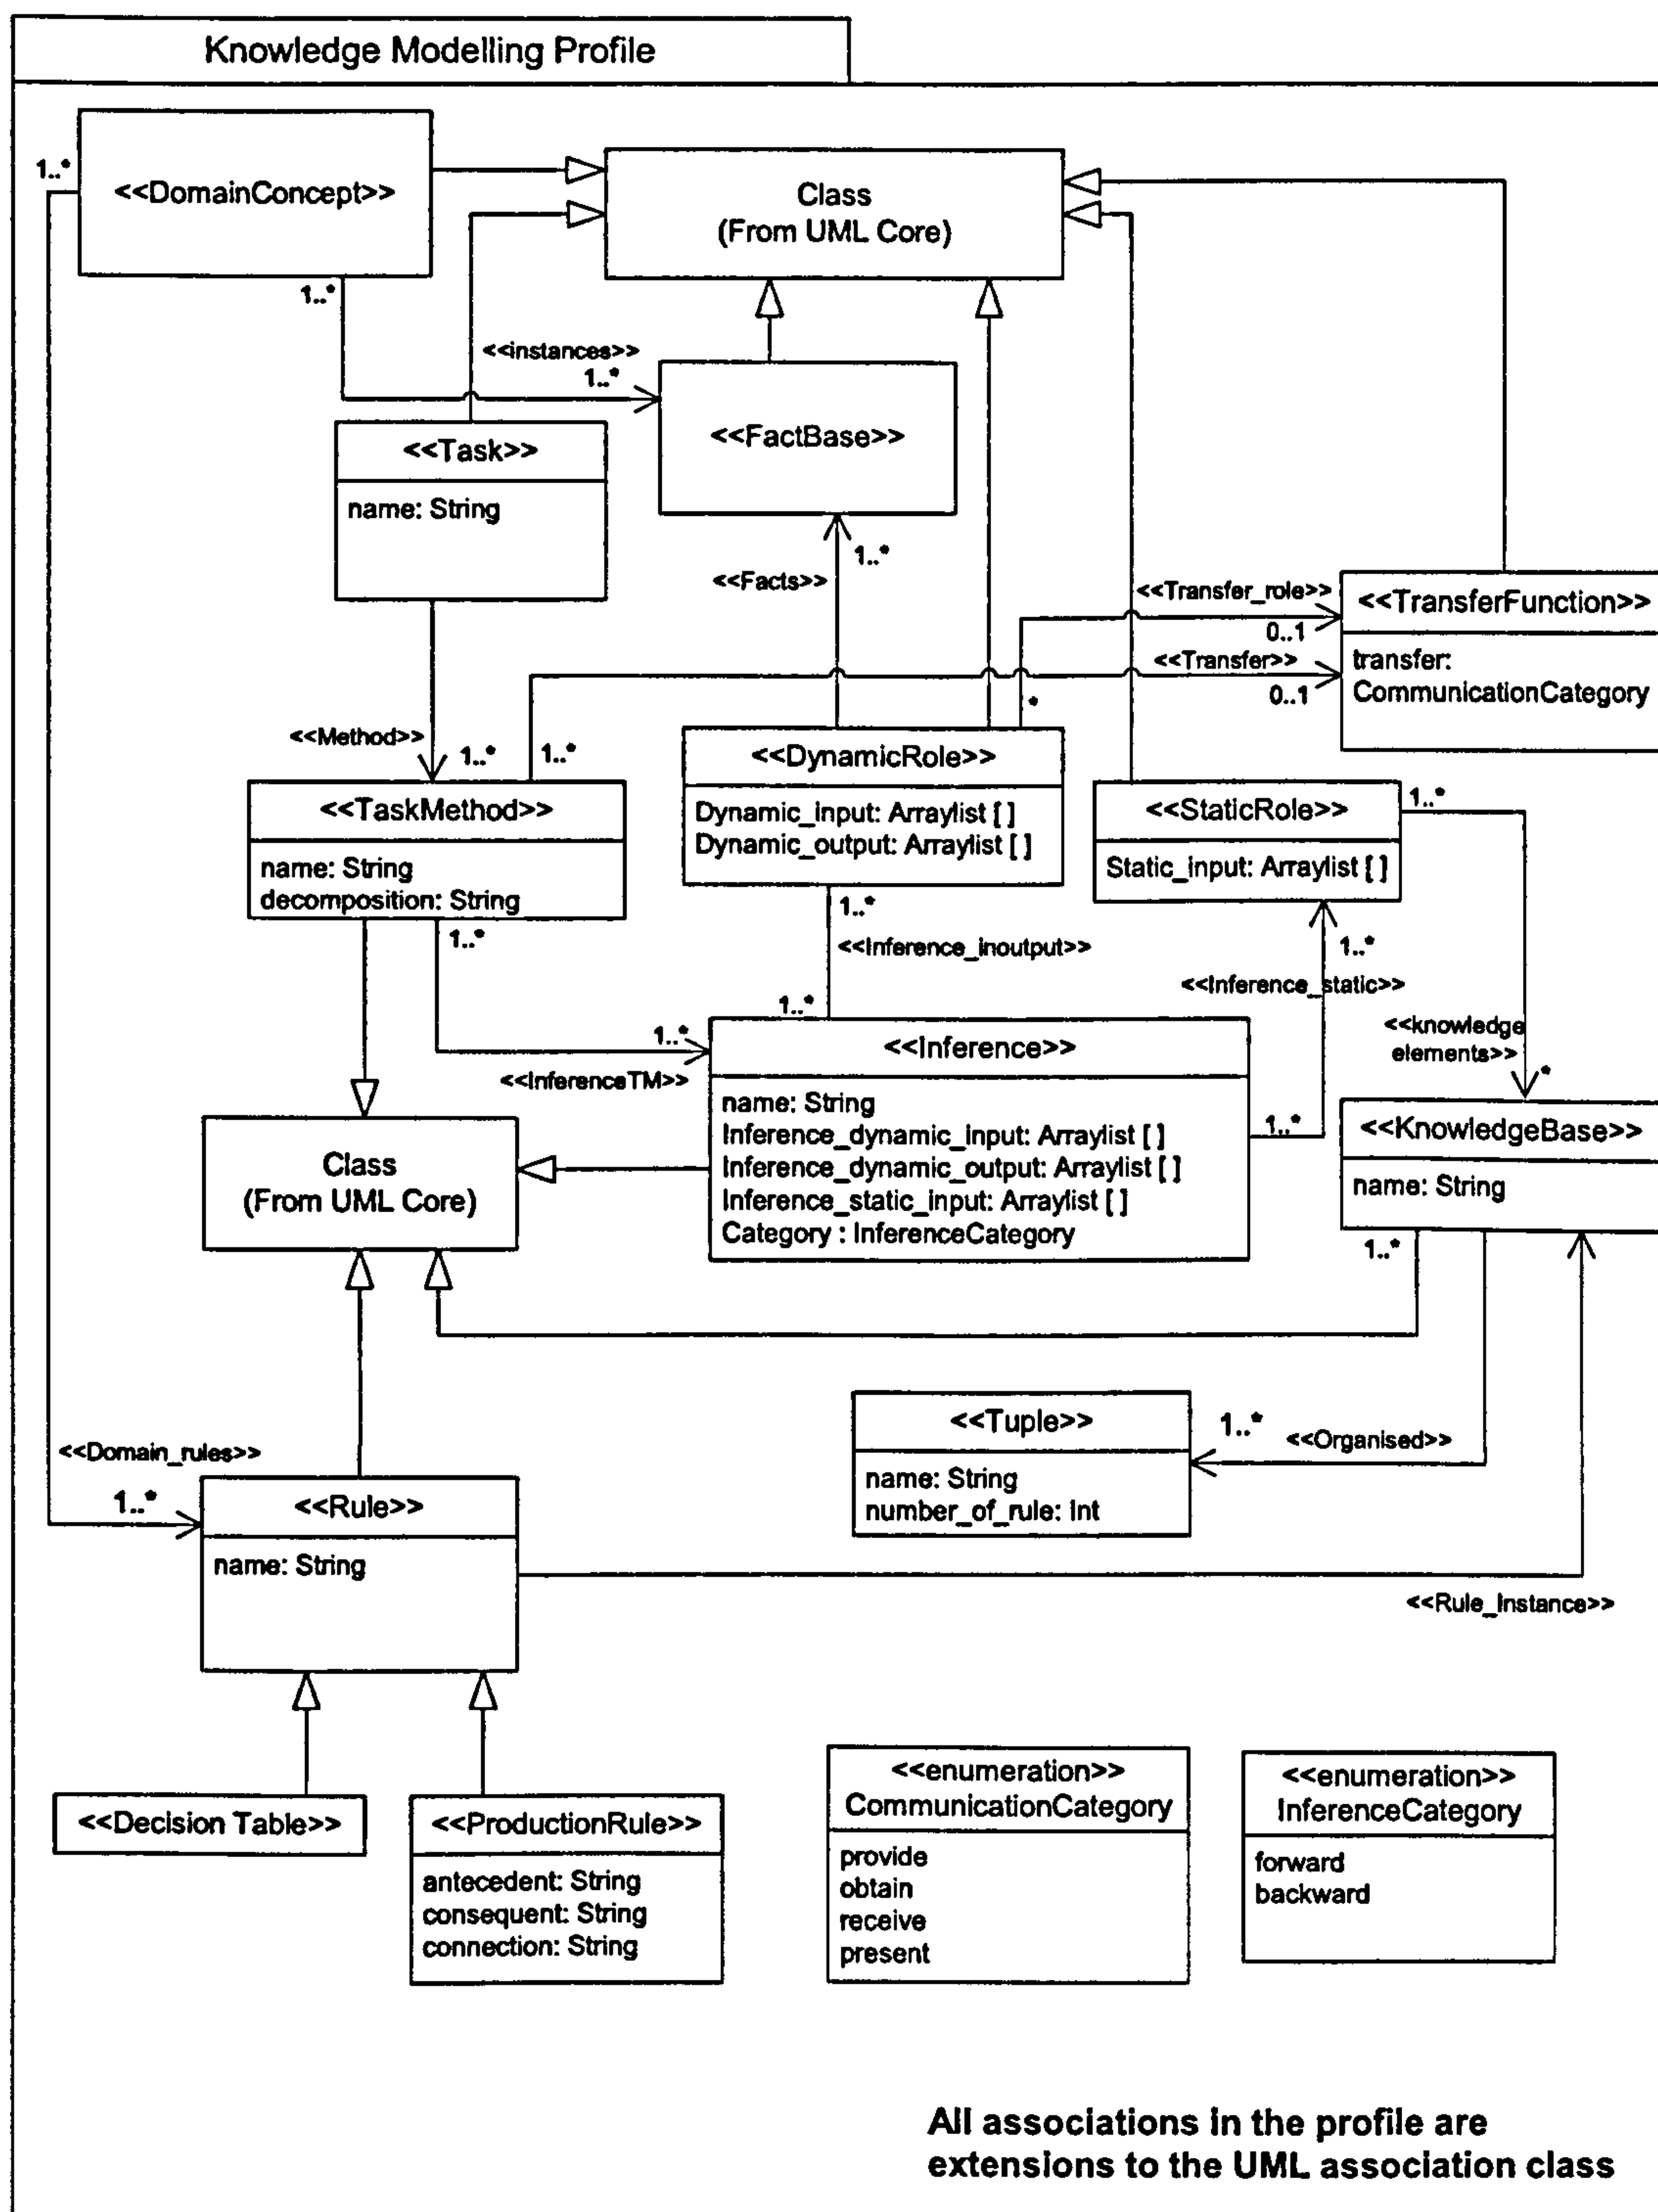 Knowledge Modelling Profile
1..*
<<DomainConcept>>
Class
(From UML Core)
1..*
<<instances>>
1..*
<<FactBase>>
<<Task>>
name: String
1..*
<<Facts>>
<<Transfer_role>>
0..1
<<TransferFunction>>
transfer:
CommunicationCategory
<<Transfer>>
0..1
*
<<Method>>
1..*
1..*
<<DynamicRole>>
Dynamic_input: Arraylist [ ]
Dynamic_output: Arraylist [ ]
<<TaskMethod>>
name: String
decomposition: String
<<StaticRole>>
Static_input: Arraylist [ ]
1..*
1..*
1..*
<<Inference_inoutput>>
1..*
1..*
<<Inference_static>>
<<knowledge
elements>>
*
1..*
<<InferenceTM>>
<<Inference>>
name: String
Inference_dynamic_input: Arraylist [ ]
Inference_dynamic_output: Arraylist [ ]
Inference_static_input: Arraylist [ ]
Category : InferenceCategory
1..*
<<KnowledgeBase>>
name: String
1..*
Class
(From UML Core)
<<Tuple>>
name: String
number_of_rule: Int
1..*
<<Organised>>
<<Domain_rules>>
1..*
<<Rule>>
name: String
<<Rule_Instance>>
<<Decision Table>>
<<ProductionRule>>
antecedent: String
consequent: String
connection: String
<<enumeration>>
CommunicationCategory
provide
obtain
receive
present
<<enumeration>>
InferenceCategory
forward
backward
All associations in the profile are
extensions to the UML association class